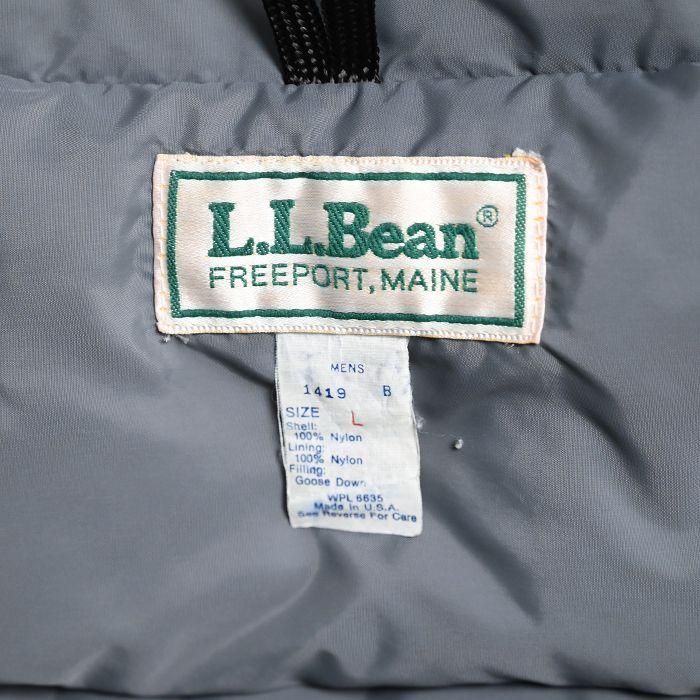 L.L.Bean®
FREEPORT, MAINE
MENS
1419 B
SIZE L
Shell:
100% Nylon
Lining:
100% Nylon
Filling:
Goose Down
WPL 6635
Made in U.S.A.
See Reverse For Care